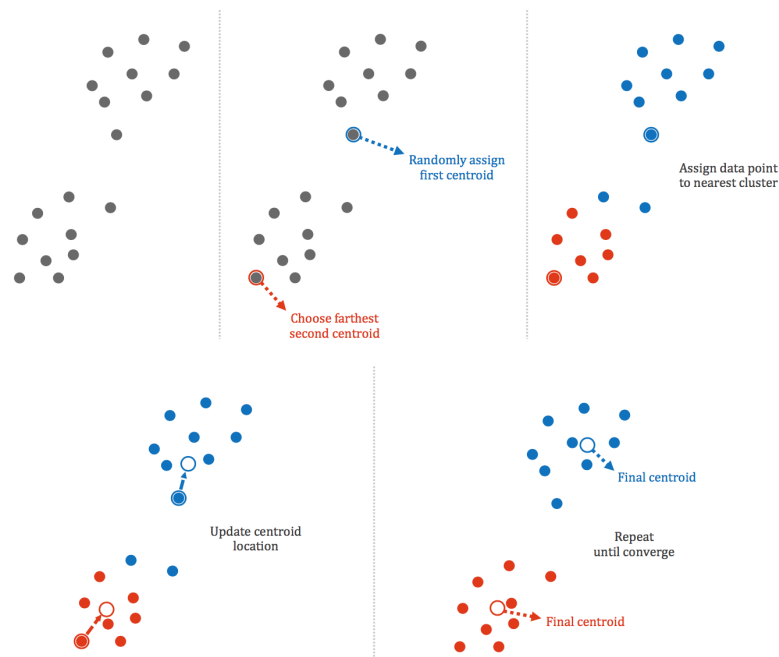 Randomly assign
first centroid
Assign data point
to nearest cluster
Choose farthest
second centroid
Update centroid
location
Final centroid
Repeat
until converge
Final centroid